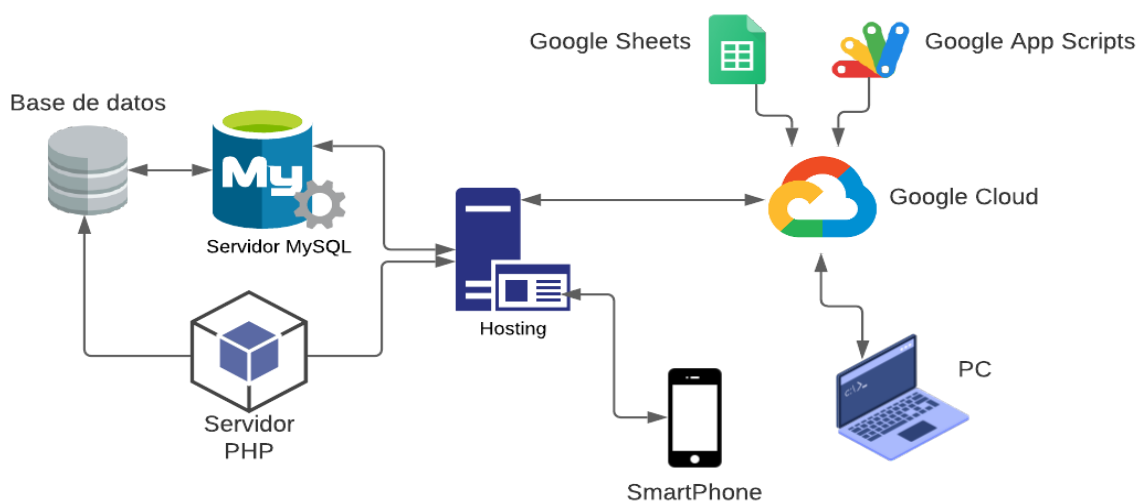 Google Sheets
Google App Scripts
Base de datos
My
Servidor MySQL
Google Cloud
Hosting
C:\>_
PC
Servidor
PHP
SmartPhone